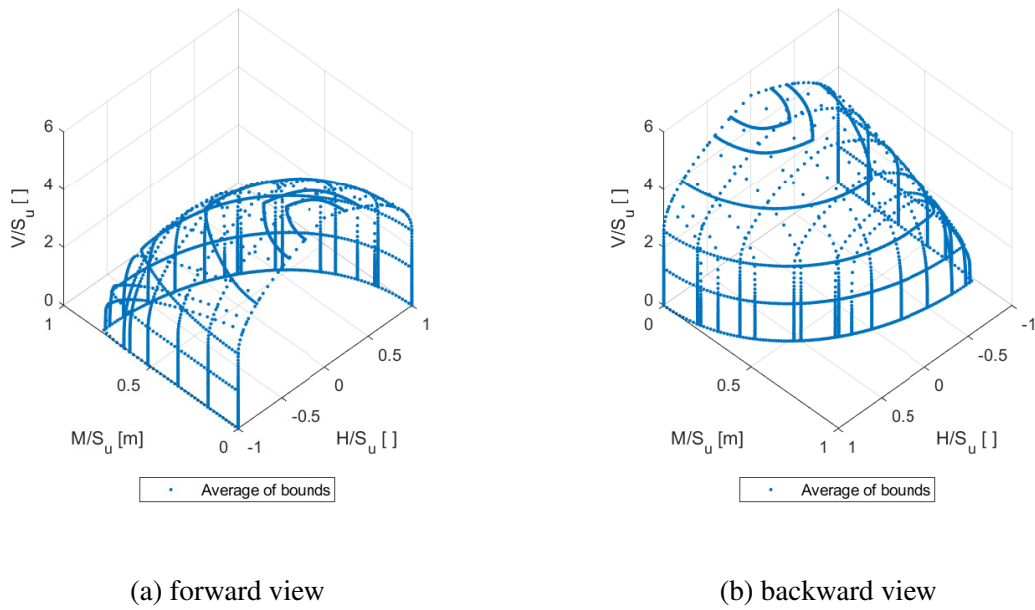 6
4
2
0
V/S_u [ ]
1
0.5
0
M/S_u [m]
-1
-0.5
0
0.5
1
H/S_u [ ]
Average of bounds
(a) forward view
6
4
2
0
V/S_u [ ]
0
0.5
1
M/S_u [m]
1
0.5
0
-0.5
-1
H/S_u [ ]
Average of bounds
(b) backward view